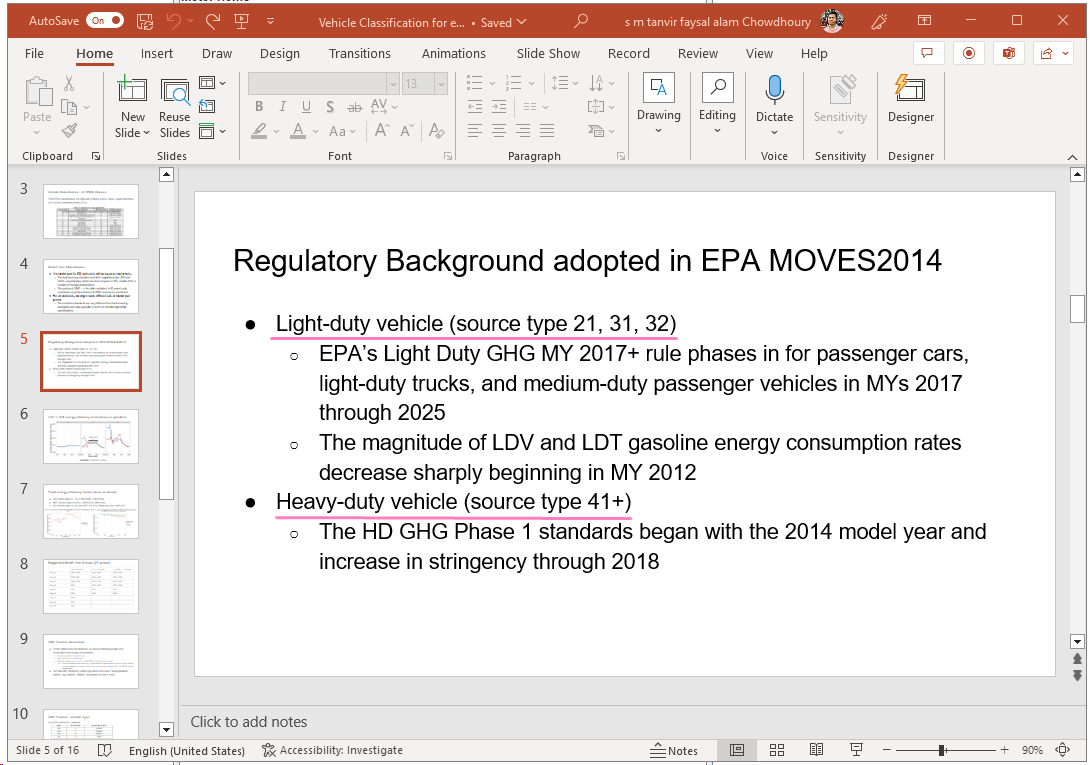 AutoSave On Vehicle Classification for e... • Saved s m tanvir faysal alam Chowdhoury
File Home Insert Draw Design Transitions Animations Slide Show Record Review View Help
Paste New Slide Reuse Slides 13 Drawing Editing Dictate Sensitivity Designer
B I U S ab AV Aa A A
Clipboard Slides Font Paragraph Voice Sensitivity Designer
3
4
5
6
7
8
9
10
Regulatory Background adopted in EPA MOVES2014
● Light-duty vehicle (source type 21, 31, 32)
○ EPA's Light Duty GHG MY 2017+ rule phases in for passenger cars,
light-duty trucks, and medium-duty passenger vehicles in MYs 2017
through 2025
○ The magnitude of LDV and LDT gasoline energy consumption rates
decrease sharply beginning in MY 2012
● Heavy-duty vehicle (source type 41+)
○ The HD GHG Phase 1 standards began with the 2014 model year and
increase in stringency through 2018
Click to add notes
Slide 5 of 16 English (United States) Accessibility: Investigate Notes 90%